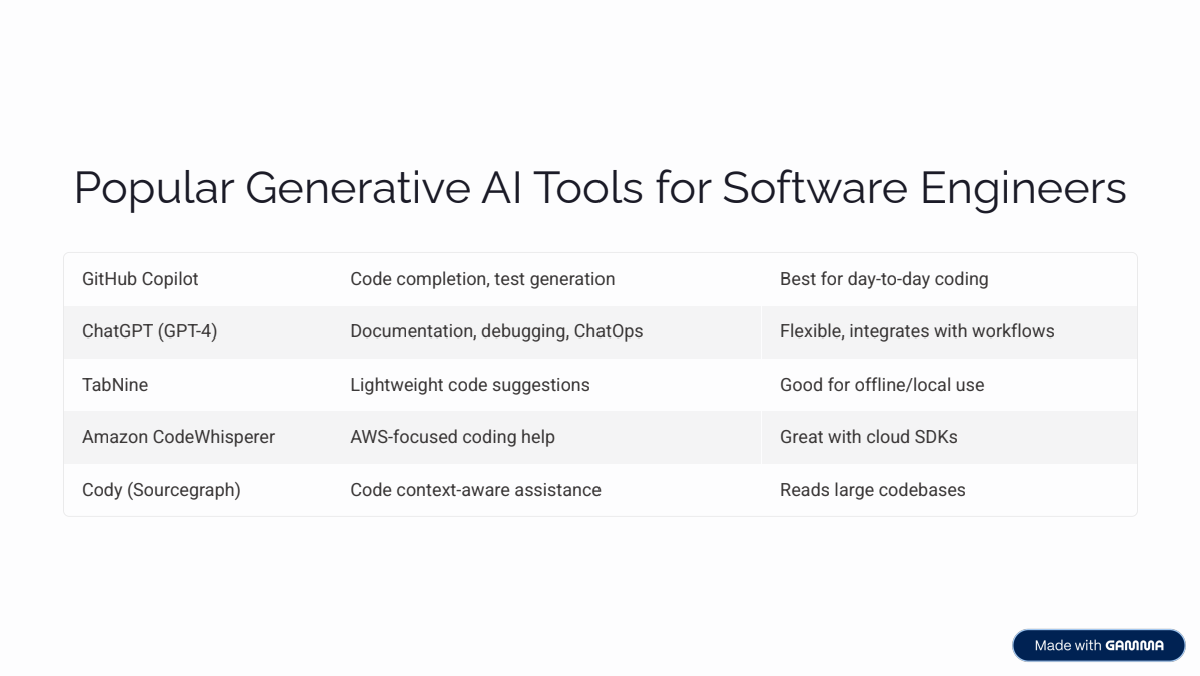 Popular Generative AI Tools for Software Engineers
GitHub Copilot Code completion, test generation Best for day-to-day coding
ChatGPT (GPT-4) Documentation, debugging, ChatOps Flexible, integrates with workflows
TabNine Lightweight code suggestions Good for offline/local use
Amazon CodeWhisperer AWS-focused coding help Great with cloud SDKs
Cody (Sourcegraph) Code context-aware assistance Reads large codebases
Made with GAMMA